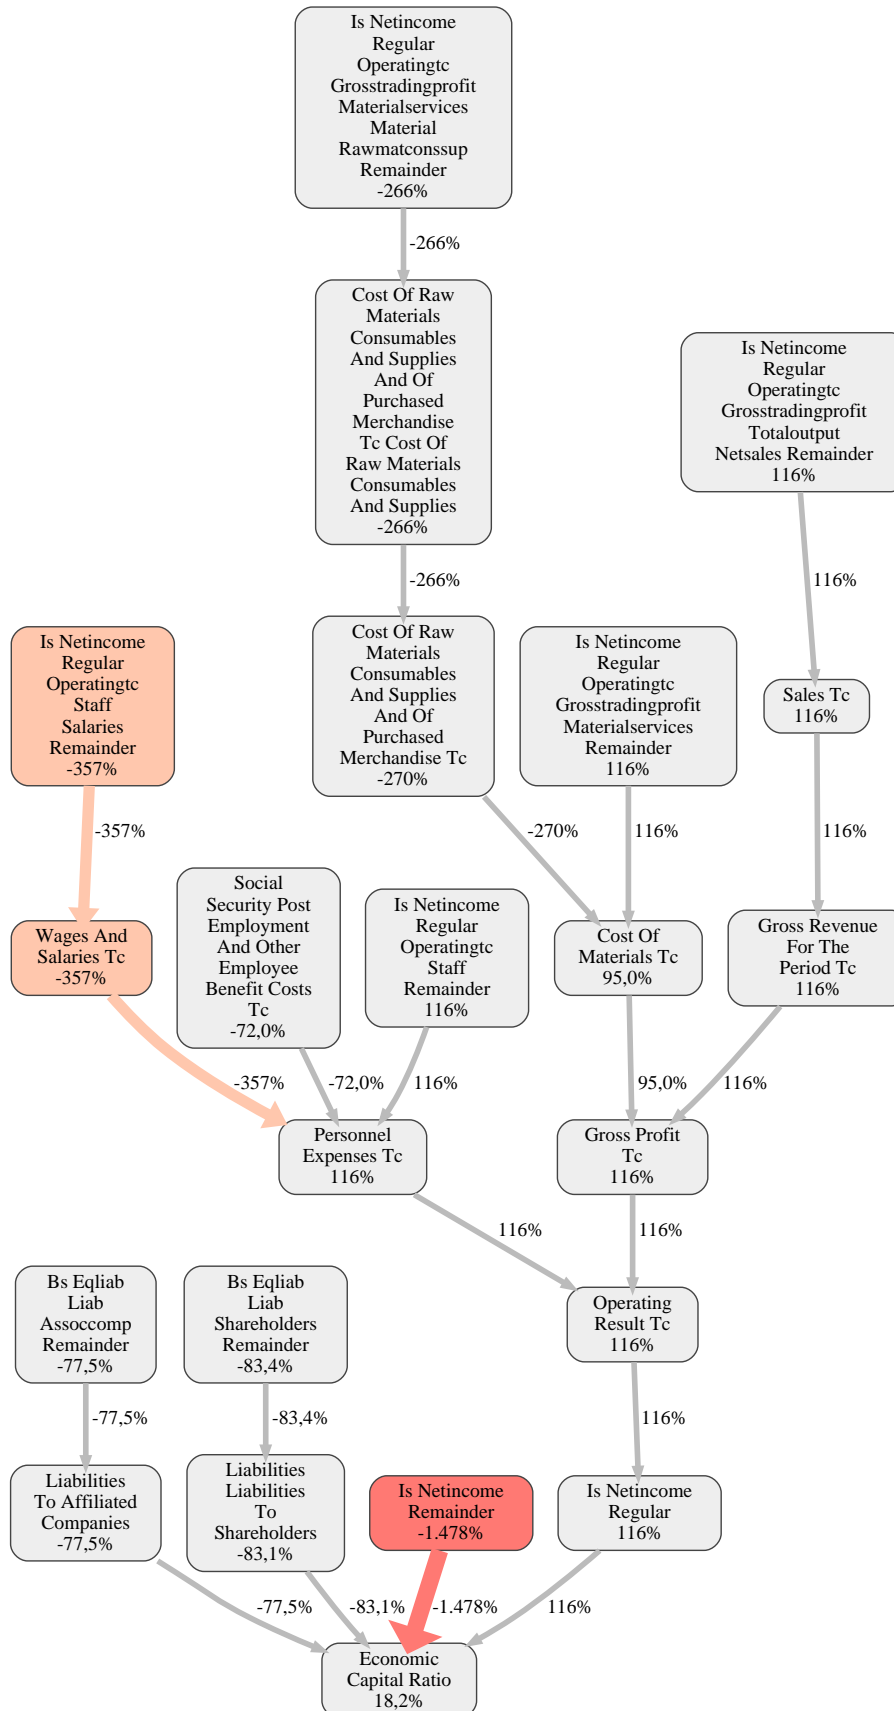 Is Netincome
Regular
Operatingtc
Grosstradingprofit
Materialservices
Material
Rawmatconssup
Remainder
-266%
-266%
Cost Of Raw
Materials
Consumables
And Supplies
And Of
Purchased
Merchandise
Tc Cost Of
Raw Materials
Consumables
And Supplies
-266%
Is Netincome
Regular
Operatingtc
Grosstradingprofit
Totaloutput
Netsales Remainder
116%
-266%
116%
Is Netincome
Regular
Operatingtc
Staff
Salaries
Remainder
-357%
Cost Of Raw
Materials
Consumables
And Supplies
And Of
Purchased
Merchandise Tc
-270%
Is Netincome
Regular
Operatingtc
Grosstradingprofit
Materialservices
Remainder
116%
Sales Tc
116%
-357%
-270%
116%
116%
Wages And
Salaries Tc
-357%
Social
Security Post
Employment
And Other
Employee
Benefit Costs
Tc
-72,0%
Is Netincome
Regular
Operatingtc
Staff
Remainder
116%
Cost Of
Materials Tc
95,0%
Gross Revenue
For The
Period Tc
116%
-357%
-72,0%
116%
95,0%
116%
Personnel
Expenses Tc
116%
Gross Profit
Tc
116%
116%
116%
Bs Eqliab
Liab
Assoccomp
Remainder
-77,5%
Bs Eqliab
Liab
Shareholders
Remainder
-83,4%
Operating
Result Tc
116%
-77,5%
-83,4%
116%
Liabilities
To Affiliated
Companies
-77,5%
Liabilities
Liabilities
To
Shareholders
-83,1%
Is Netincome
Remainder
-1.478%
Is Netincome
Regular
116%
-77,5%
-83,1%
-1.478%
116%
Economic
Capital Ratio
18,2%